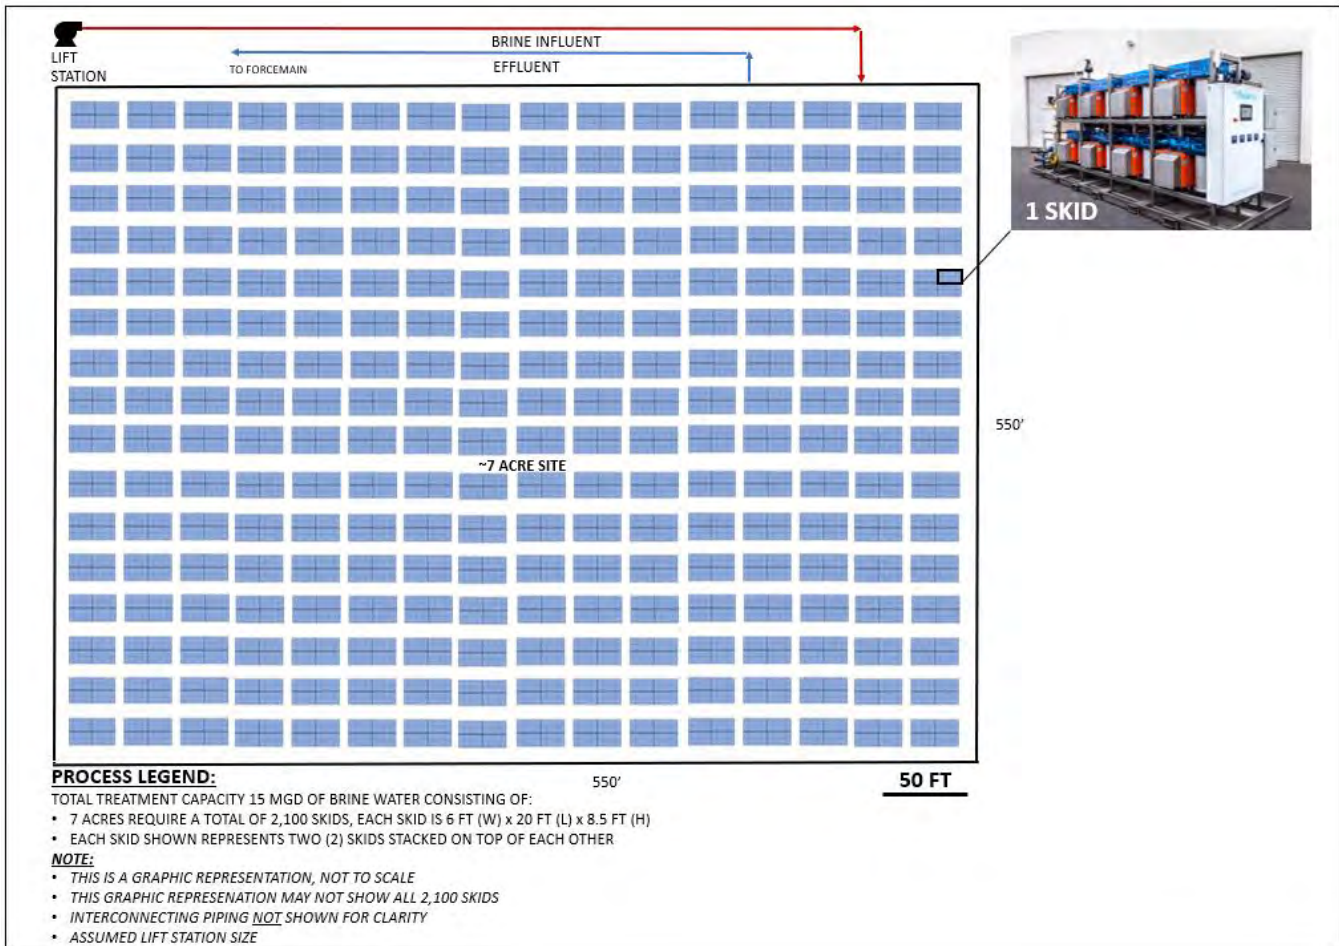 LIFT
STATION
BRINE INFLUENT
TO FORCEMAIN
EFFLUENT
1 SKID
550'
~7 ACRE SITE
PROCESS LEGEND:
550'
50 FT
TOTAL TREATMENT CAPACITY 15 MGD OF BRINE WATER CONSISTING OF:
• 7 ACRES REQUIRE A TOTAL OF 2,100 SKIDS, EACH SKID IS 6 FT (W) x 20 FT (L) x 8.5 FT (H)
• EACH SKID SHOWN REPRESENTS TWO (2) SKIDS STACKED ON TOP OF EACH OTHER
NOTE:
• THIS IS A GRAPHIC REPRESENTATION, NOT TO SCALE
• THIS GRAPHIC REPRESENATION MAY NOT SHOW ALL 2,100 SKIDS
• INTERCONNECTING PIPING NOT SHOWN FOR CLARITY
• ASSUMED LIFT STATION SIZE